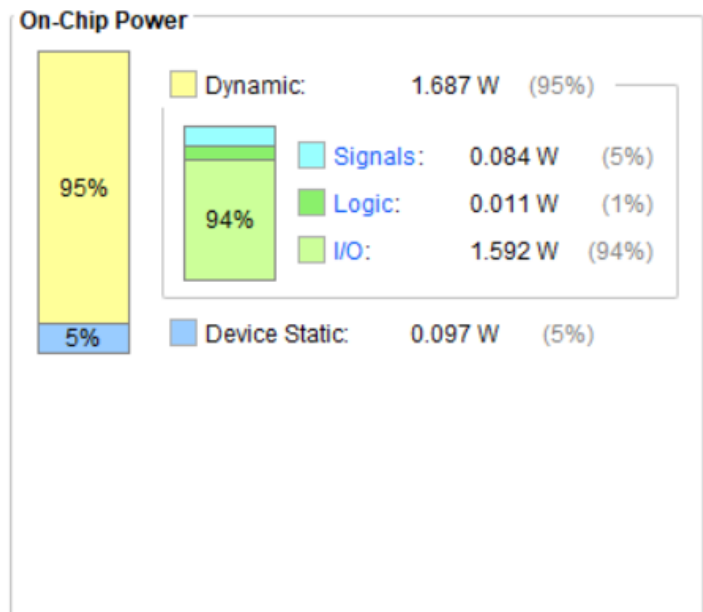 On-Chip Power
Dynamic: 1.687 W (95%)
95%
Signals: 0.084 W (5%)
Logic: 0.011 W (1%)
94%
I/O: 1.592 W (94%)
5%
Device Static: 0.097 W (5%)